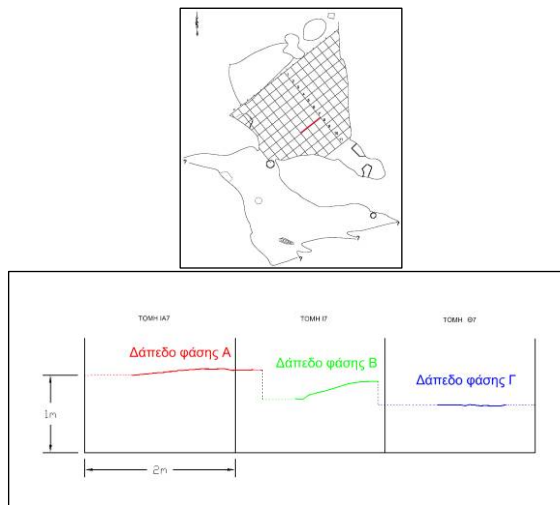 ΤΟΜΗ ΙΑ7 ΤΟΜΗ Ι7 ΤΟΜΗ Θ7
Δάπεδο φάσης Α
Δάπεδο φάσης Β
Δάπεδο φάσης Γ
1m
2m